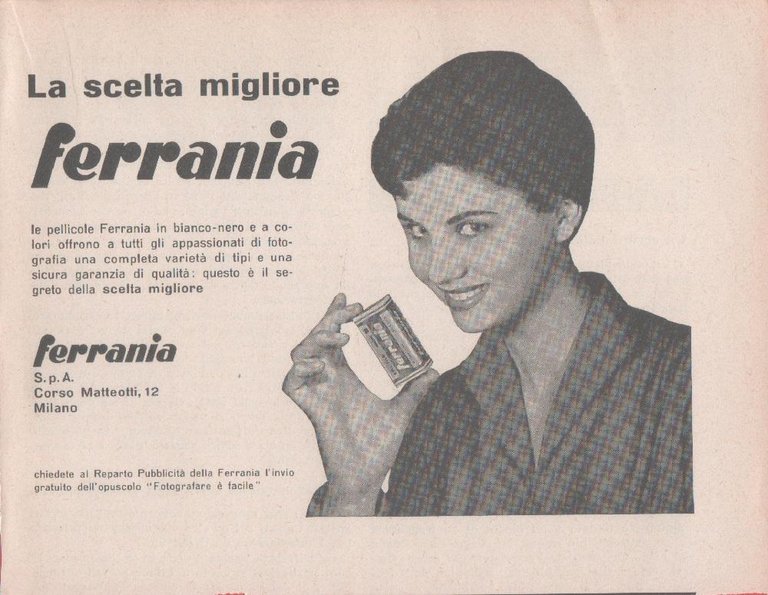 La scelta migliore
ferrania
le pellicole Ferrania in bianco-nero e a co-
lori offrono a tutti gli appassionati di foto-
grafia una completa varietà di tipi e una
sicura garanzia di qualità: questo è il se-
greto della scelta migliore
ferrania
ferrania
S.p.A.
Corso Matteotti, 12
Milano
chiedete al Reparto Pubblicità della Ferrania l'invio
gratuito dell'opuscolo "Fotografare è facile"